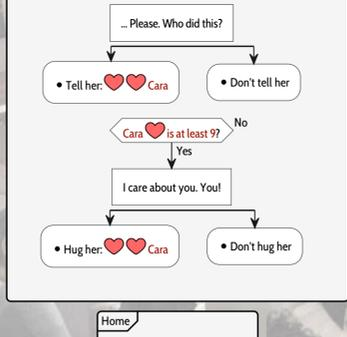 ... Please. Who did this?
• Tell her: ❤❤ Cara
• Don't tell her
Cara ❤ is at least 9?
No
Yes
I care about you. You!
• Hug her: ❤❤ Cara
• Don't hug her
Home